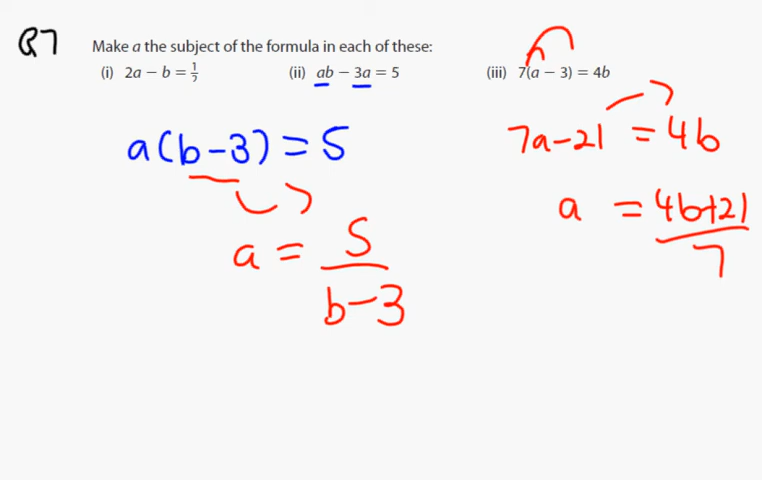 Q7 Make a the subject of the formula in each of these:
(i) 2a − b = 1/2 (ii) ab − 3a = 5 (iii) 7(a − 3) = 4b
a(b-3) = 5
a = 5/(b-3)
7a-21 = 4b
a = (4b+21)/7